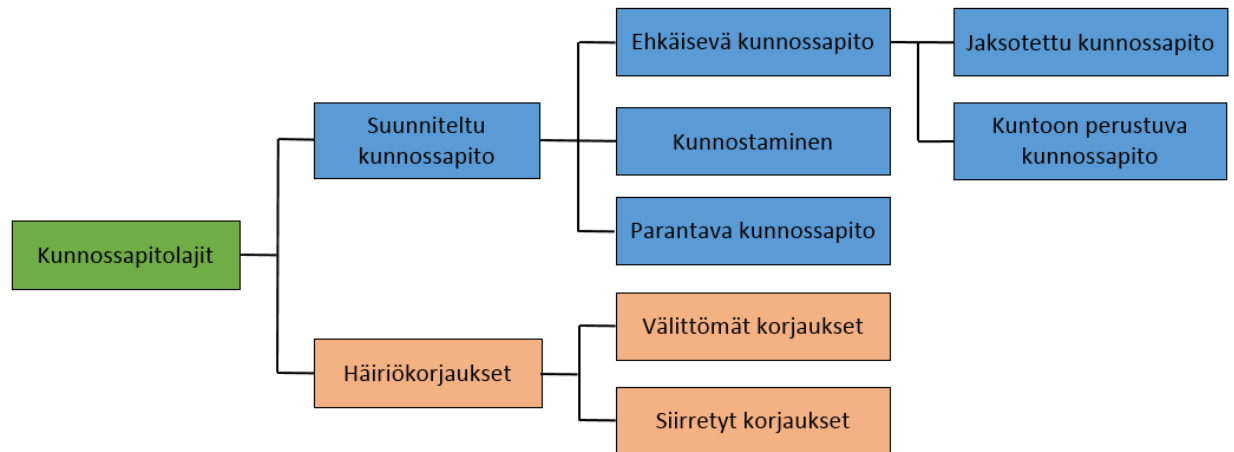 Kunnossapitolajit
Suunniteltu
kunnossapito
Ehkäisevä kunnossapito
Jaksotettu kunnossapito
Kuntoon perustuva
kunnossapito
Kunnostaminen
Parantava kunnossapito
Häiriökorjaukset
Välittömät korjaukset
Siirretyt korjaukset